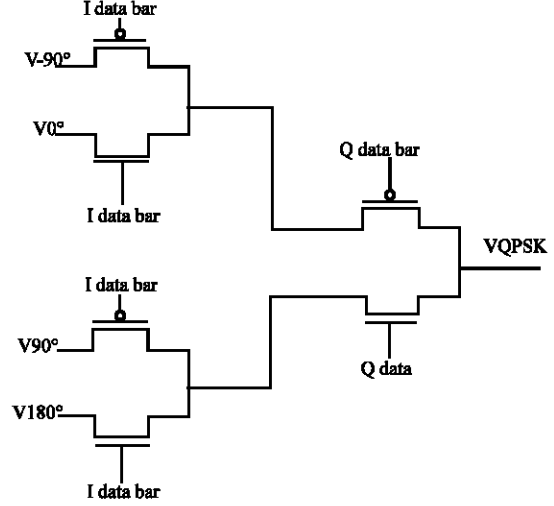 I data bar
V-90°
V0°
I data bar
Q data bar
VQPSK
I data bar
V90°
Q data
V180°
I data bar